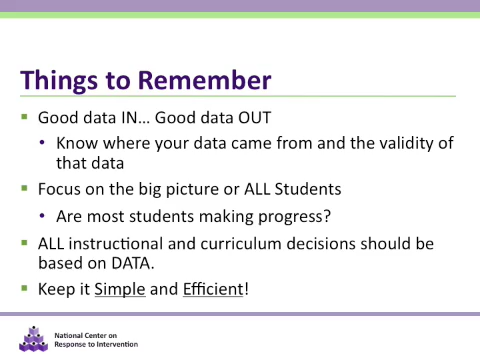 Things to Remember
Good data IN… Good data OUT
Know where your data came from and the validity of
that data
Focus on the big picture or ALL Students
Are most students making progress?
ALL instructional and curriculum decisions should be
based on DATA.
Keep it Simple and Efficient!
National Center on
Response to Intervention